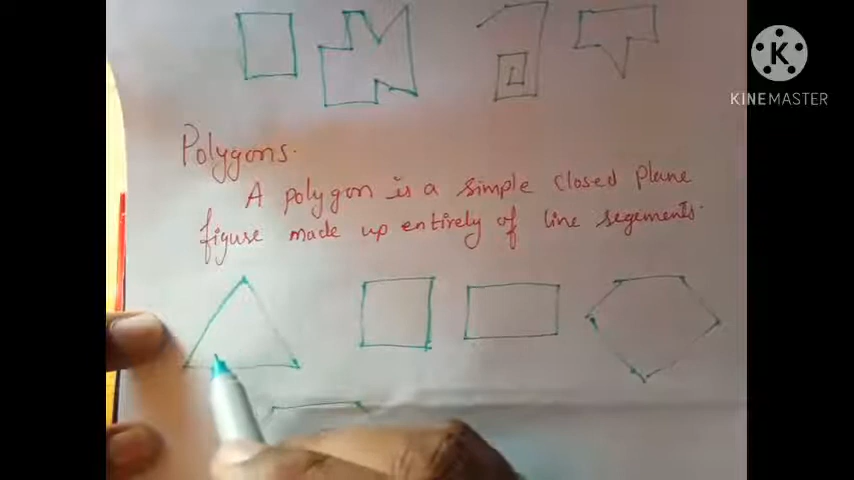 KINEMASTER
Polygons.
A polygon is a simple closed plane
figure made up entirely of line segements.